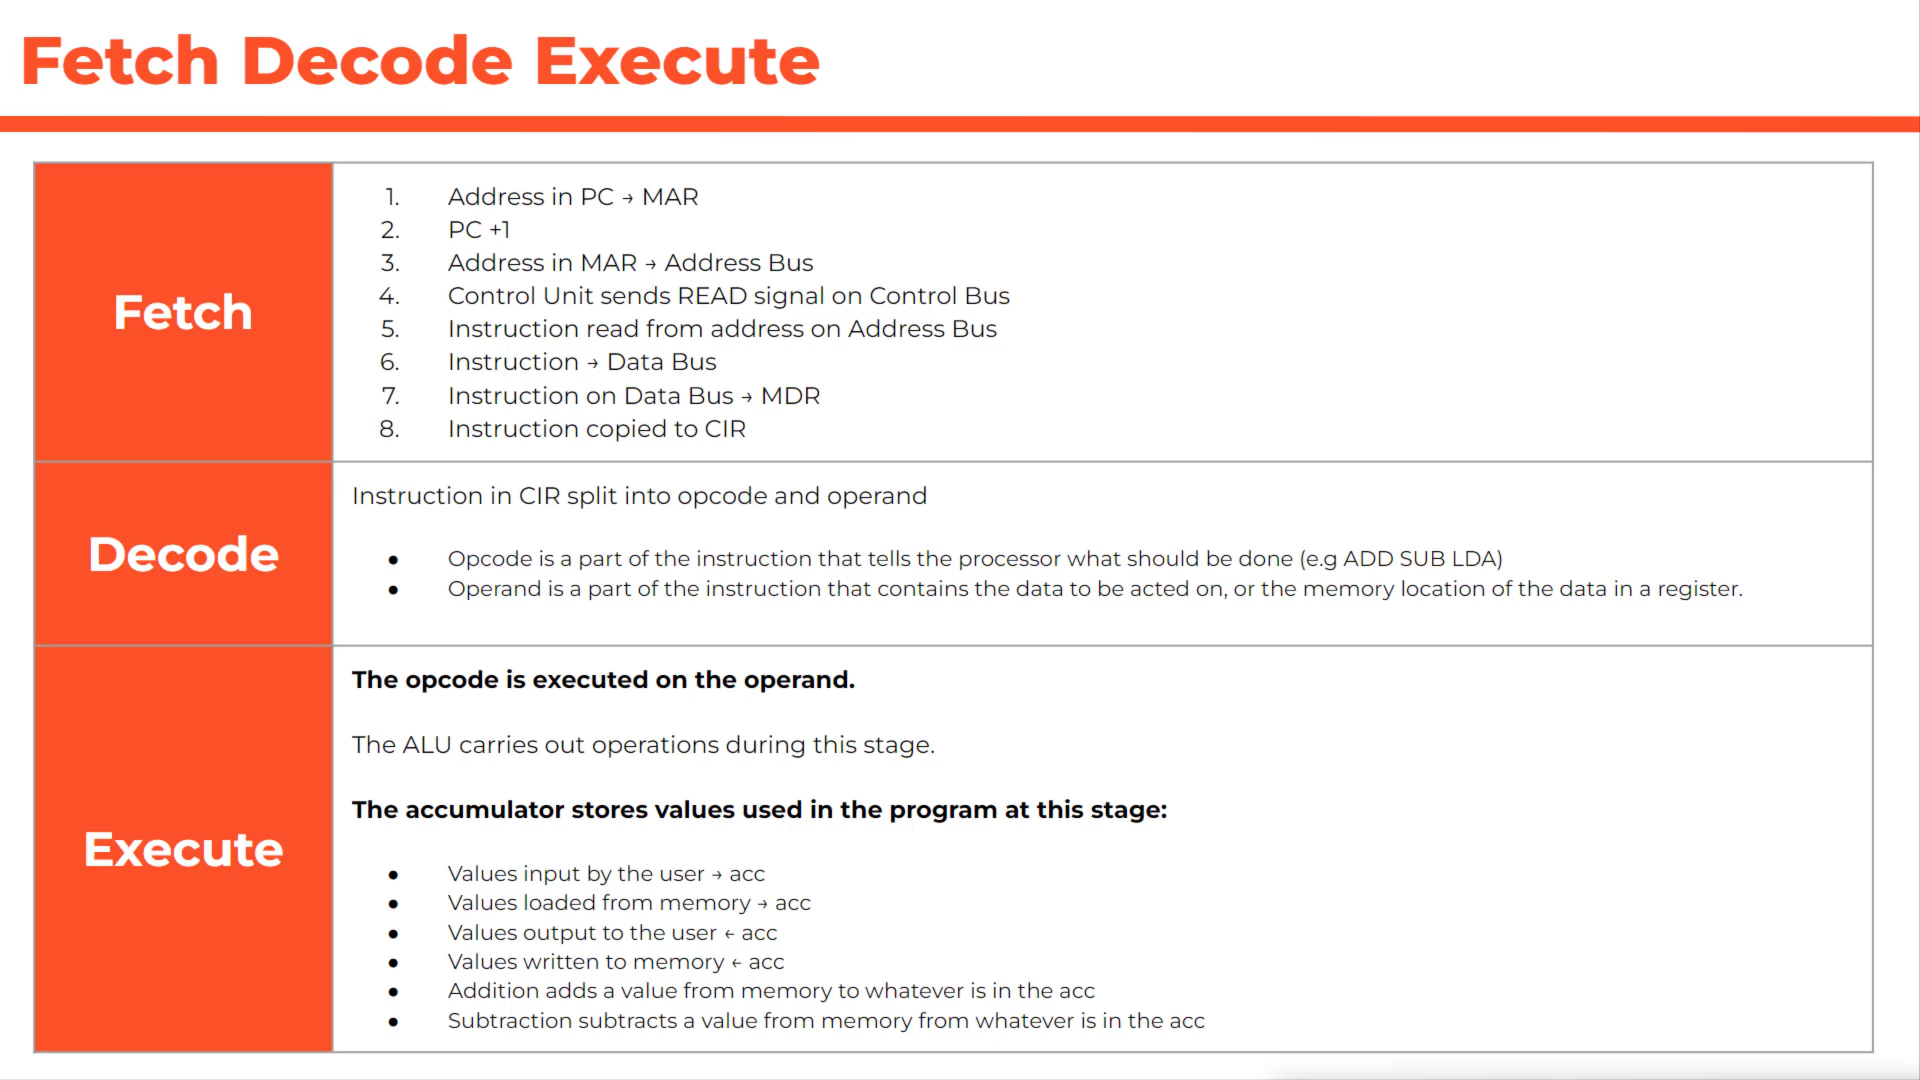 Fetch Decode Execute
Fetch
1. Address in PC → MAR
2. PC +1
3. Address in MAR → Address Bus
4. Control Unit sends READ signal on Control Bus
5. Instruction read from address on Address Bus
6. Instruction → Data Bus
7. Instruction on Data Bus → MDR
8. Instruction copied to CIR
Decode
Instruction in CIR split into opcode and operand
● Opcode is a part of the instruction that tells the processor what should be done (e.g ADD SUB LDA)
● Operand is a part of the instruction that contains the data to be acted on, or the memory location of the data in a register.
Execute
The opcode is executed on the operand.
The ALU carries out operations during this stage.
The accumulator stores values used in the program at this stage:
● Values input by the user → acc
● Values loaded from memory → acc
● Values output to the user ← acc
● Values written to memory ← acc
● Addition adds a value from memory to whatever is in the acc
● Subtraction subtracts a value from memory from whatever is in the acc